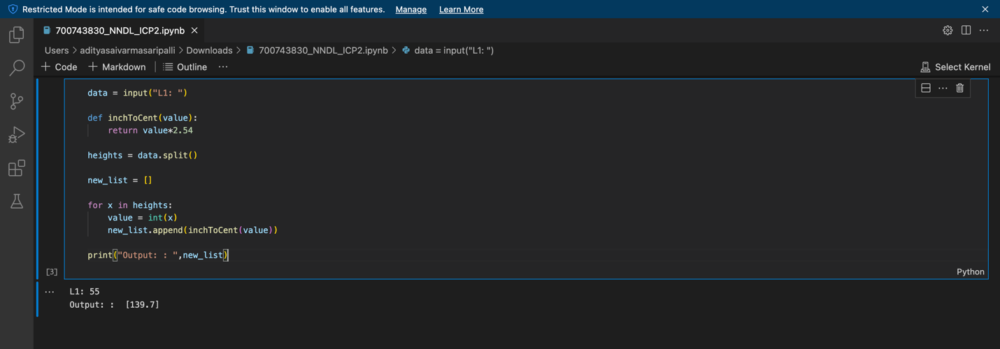 Restricted Mode is intended for safe code browsing. Trust this window to enable all features. Manage Learn More
700743830_NNDL_ICP2.ipynb
Users > adityasaivarmasaripalli > Downloads > 700743830_NNDL_ICP2.ipynb > data = input("L1: ")
+ Code + Markdown | Outline ... Select Kernel
data = input("L1: ")
def inchToCent(value):
    return value*2.54
heights = data.split()
new_list = []
for x in heights:
    value = int(x)
    new_list.append(inchToCent(value))
print("Output: : ",new_list)
[3] Python
... L1: 55
Output: :  [139.7]